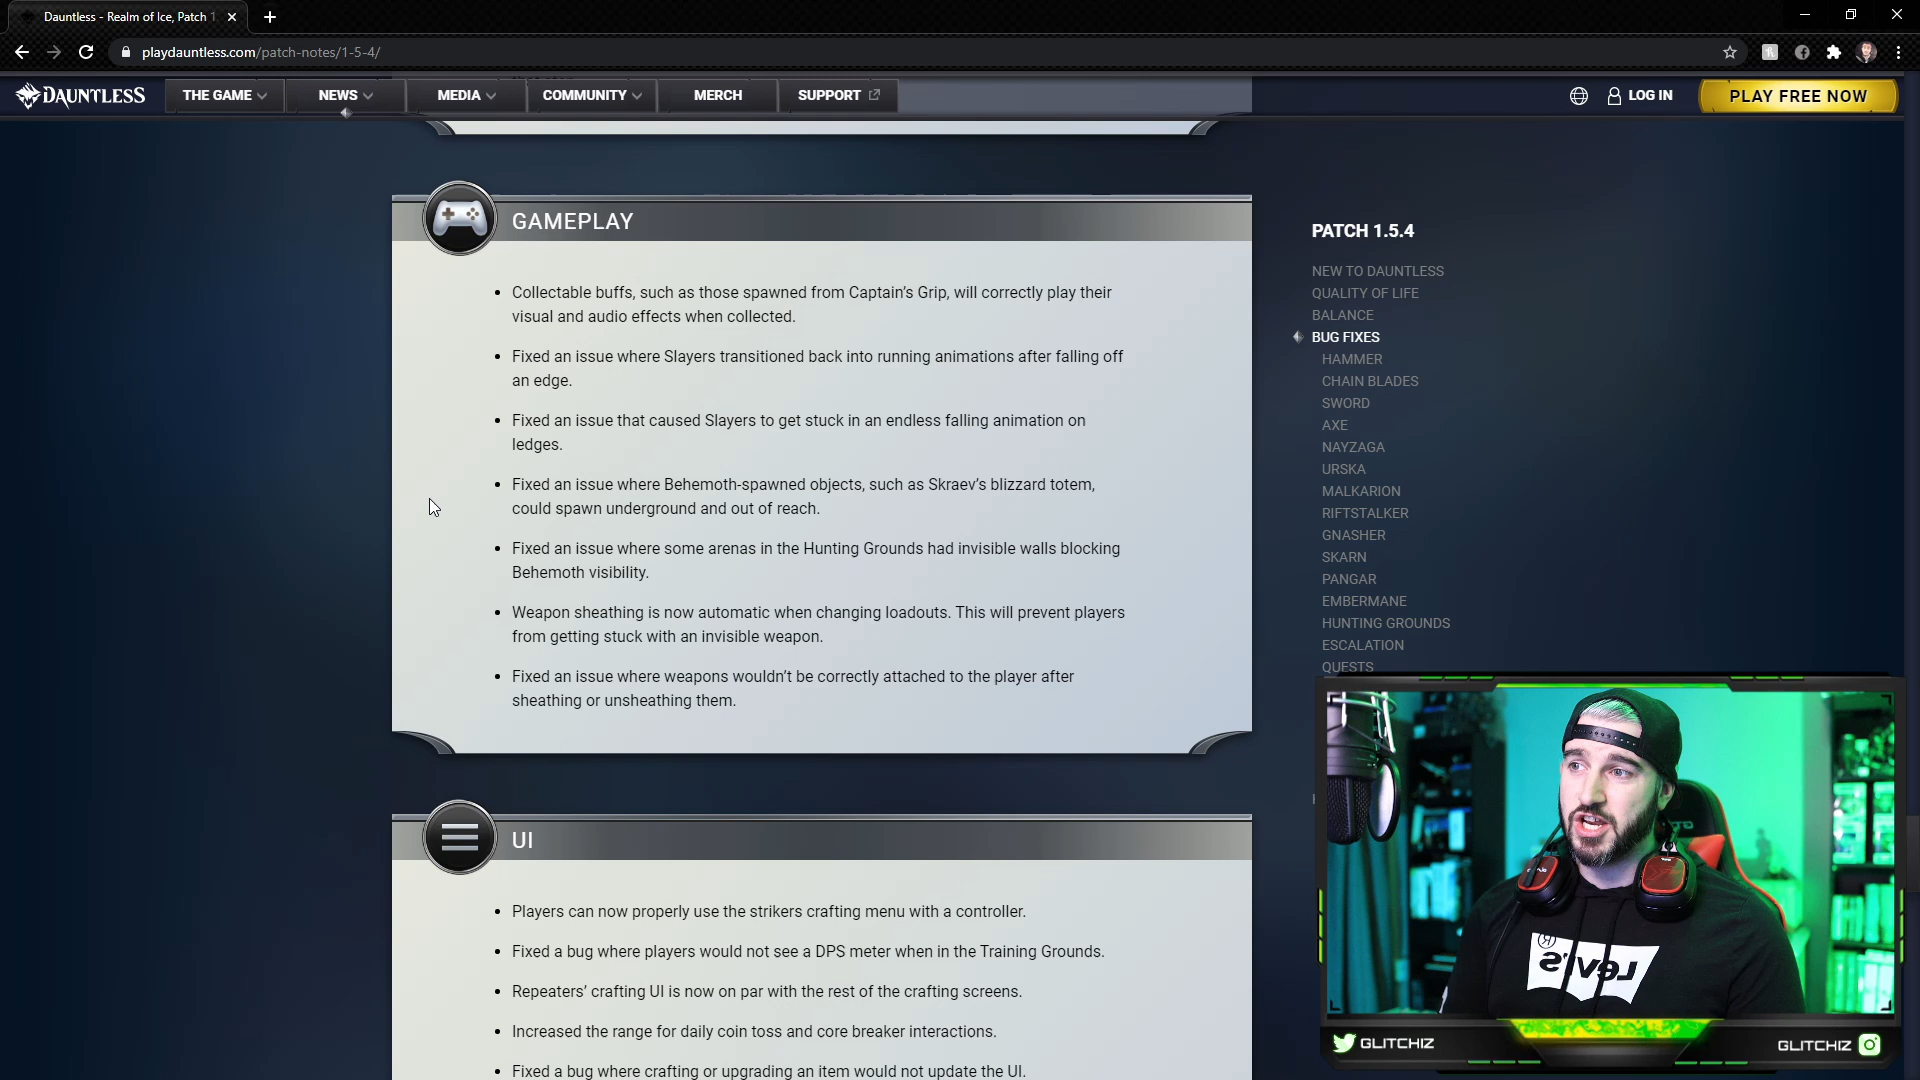 Dauntless - Realm of Ice, Patch 1
playdauntless.com/patch-notes/1-5-4/
DAUNTLESS
THE GAME
NEWS
MEDIA
COMMUNITY
MERCH
SUPPORT
LOG IN
PLAY FREE NOW
GAMEPLAY
• Collectable buffs, such as those spawned from Captain's Grip, will correctly play their
visual and audio effects when collected.
• Fixed an issue where Slayers transitioned back into running animations after falling off
an edge.
• Fixed an issue that caused Slayers to get stuck in an endless falling animation on
ledges.
• Fixed an issue where Behemoth-spawned objects, such as Skraev's blizzard totem,
could spawn underground and out of reach.
• Fixed an issue where some arenas in the Hunting Grounds had invisible walls blocking
Behemoth visibility.
• Weapon sheathing is now automatic when changing loadouts. This will prevent players
from getting stuck with an invisible weapon.
• Fixed an issue where weapons wouldn't be correctly attached to the player after
sheathing or unsheathing them.
UI
• Players can now properly use the strikers crafting menu with a controller.
• Fixed a bug where players would not see a DPS meter when in the Training Grounds.
• Repeaters' crafting UI is now on par with the rest of the crafting screens.
• Increased the range for daily coin toss and core breaker interactions.
• Fixed a bug where crafting or upgrading an item would not update the UI.
PATCH 1.5.4
NEW TO DAUNTLESS
QUALITY OF LIFE
BALANCE
BUG FIXES
HAMMER
CHAIN BLADES
SWORD
AXE
NAYZAGA
URSKA
MALKARION
RIFTSTALKER
GNASHER
SKARN
PANGAR
EMBERMANE
HUNTING GROUNDS
ESCALATION
QUESTS
Levi's
GLITCHIZ
GLITCHIZ